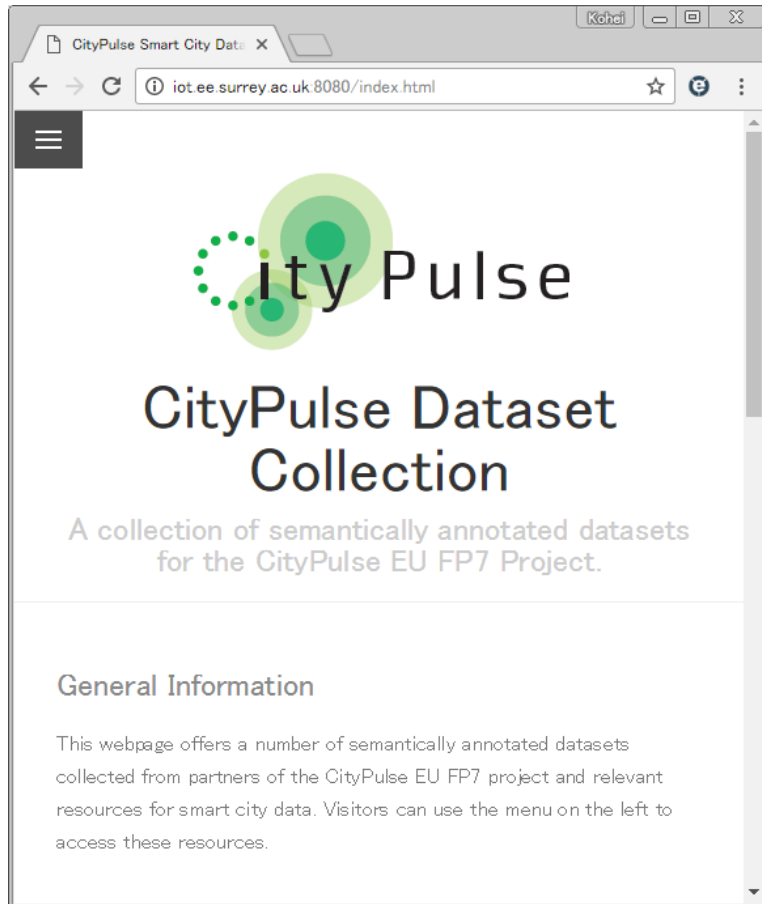 Kohei
CityPulse Smart City Data
iot.ee.surrey.ac.uk:8080/index.html
City Pulse
CityPulse Dataset
Collection
A collection of semantically annotated datasets
for the CityPulse EU FP7 Project.
General Information
This webpage offers a number of semantically annotated datasets
collected from partners of the CityPulse EU FP7 project and relevant
resources for smart city data. Visitors can use the menu on the left to
access these resources.